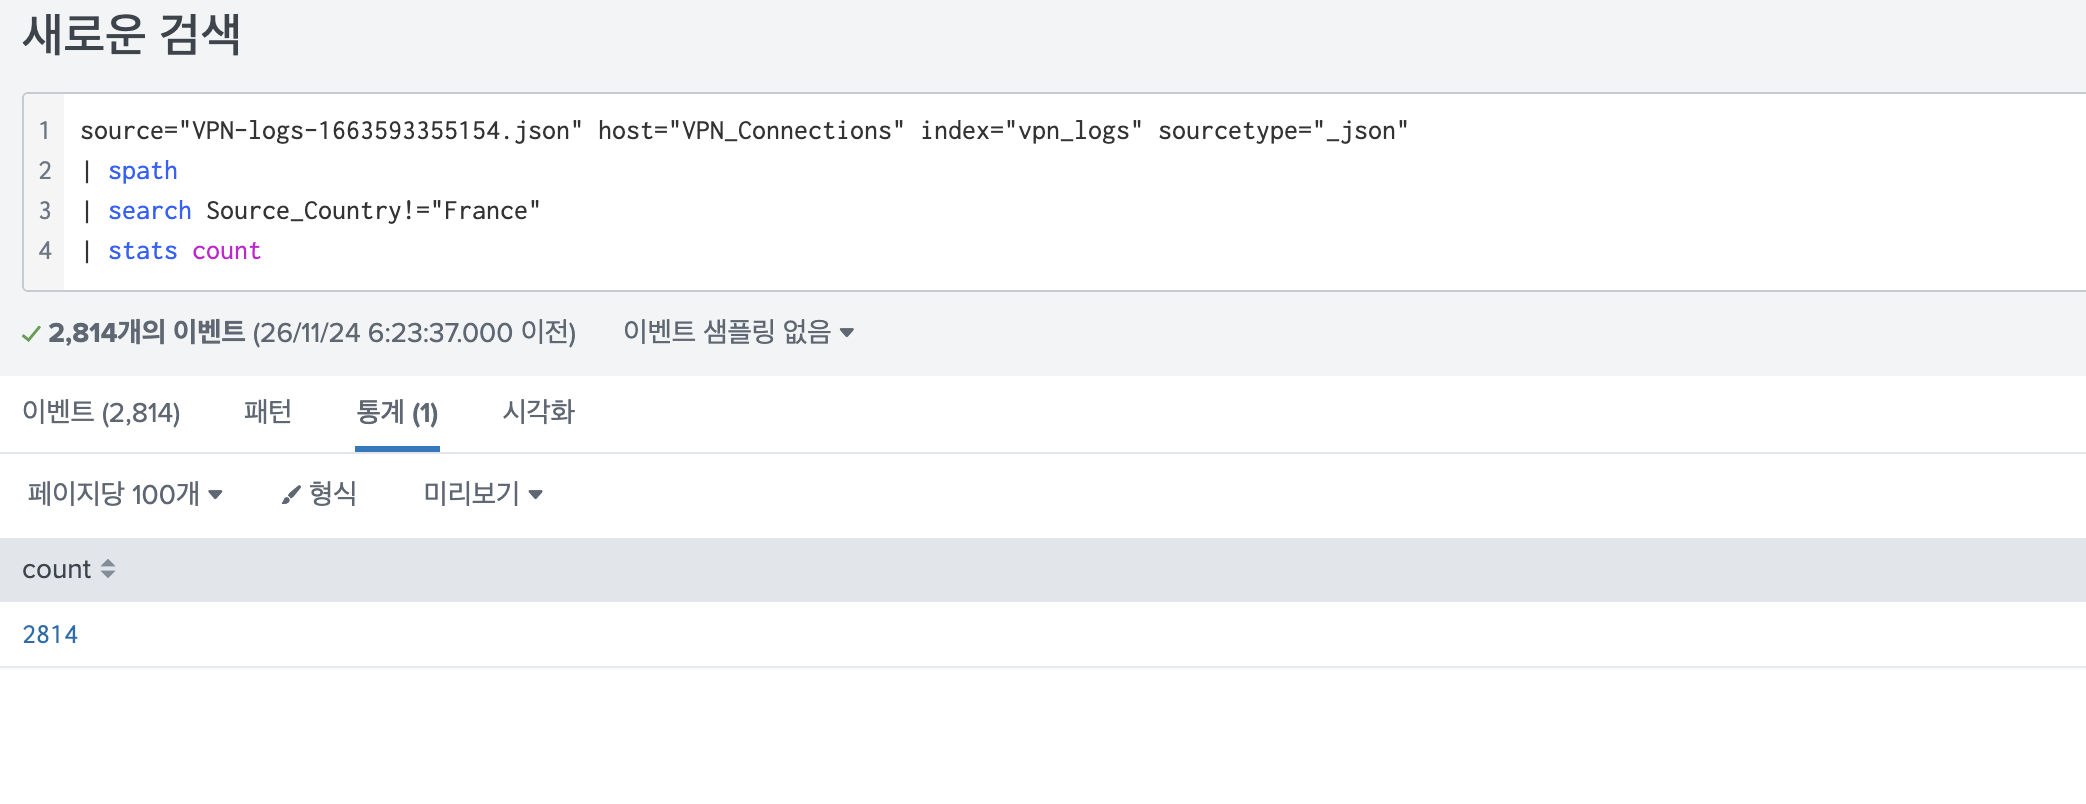 새로운 검색
1 source="VPN-logs-1663593355154.json" host="VPN_Connections" index="vpn_logs" sourcetype="_json"
2 | spath
3 | search Source_Country!="France"
4 | stats count
2,814개의 이벤트 (26/11/24 6:23:37.000 이전) 이벤트 샘플링 없음
이벤트 (2,814) 패턴 통계 (1) 시각화
페이지당 100개 형식 미리보기
count
2814